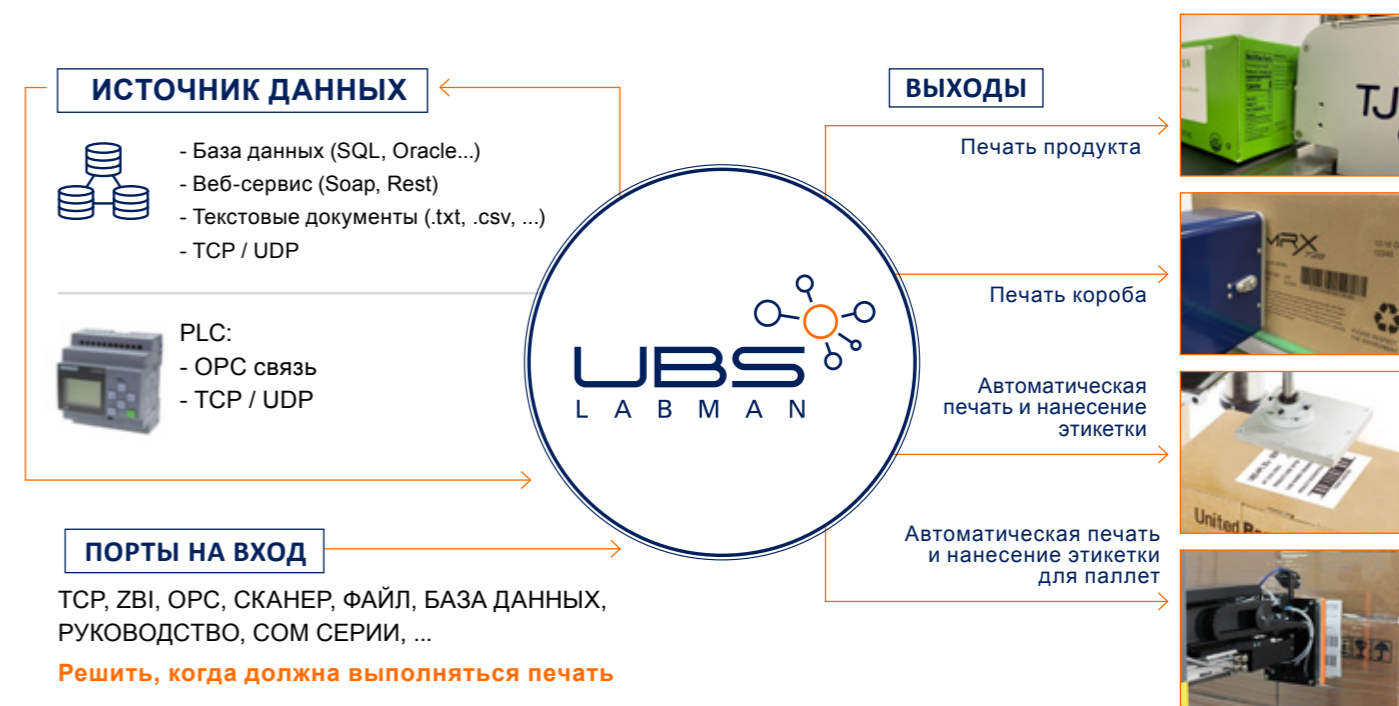 ИСТОЧНИК ДАННЫХ
- База данных (SQL, Oracle...)
- Веб-сервис (Soap, Rest)
- Текстовые документы (.txt, .csv, ...)
- TCP / UDP
PLC:
- OPC связь
- TCP / UDP
ПОРТЫ НА ВХОД
TCP, ZBI, OPC, СКАНЕР, ФАЙЛ, БАЗА ДАННЫХ,
РУКОВОДСТВО, COM СЕРИИ, ...
Решить, когда должна выполняться печать
UBS
LABMAN
ВЫХОДЫ
Печать продукта
Печать короба
Автоматическая
печать и нанесение
этикетки
Автоматическая печать
и нанесение этикетки
для паллет
TJ
MRX
United